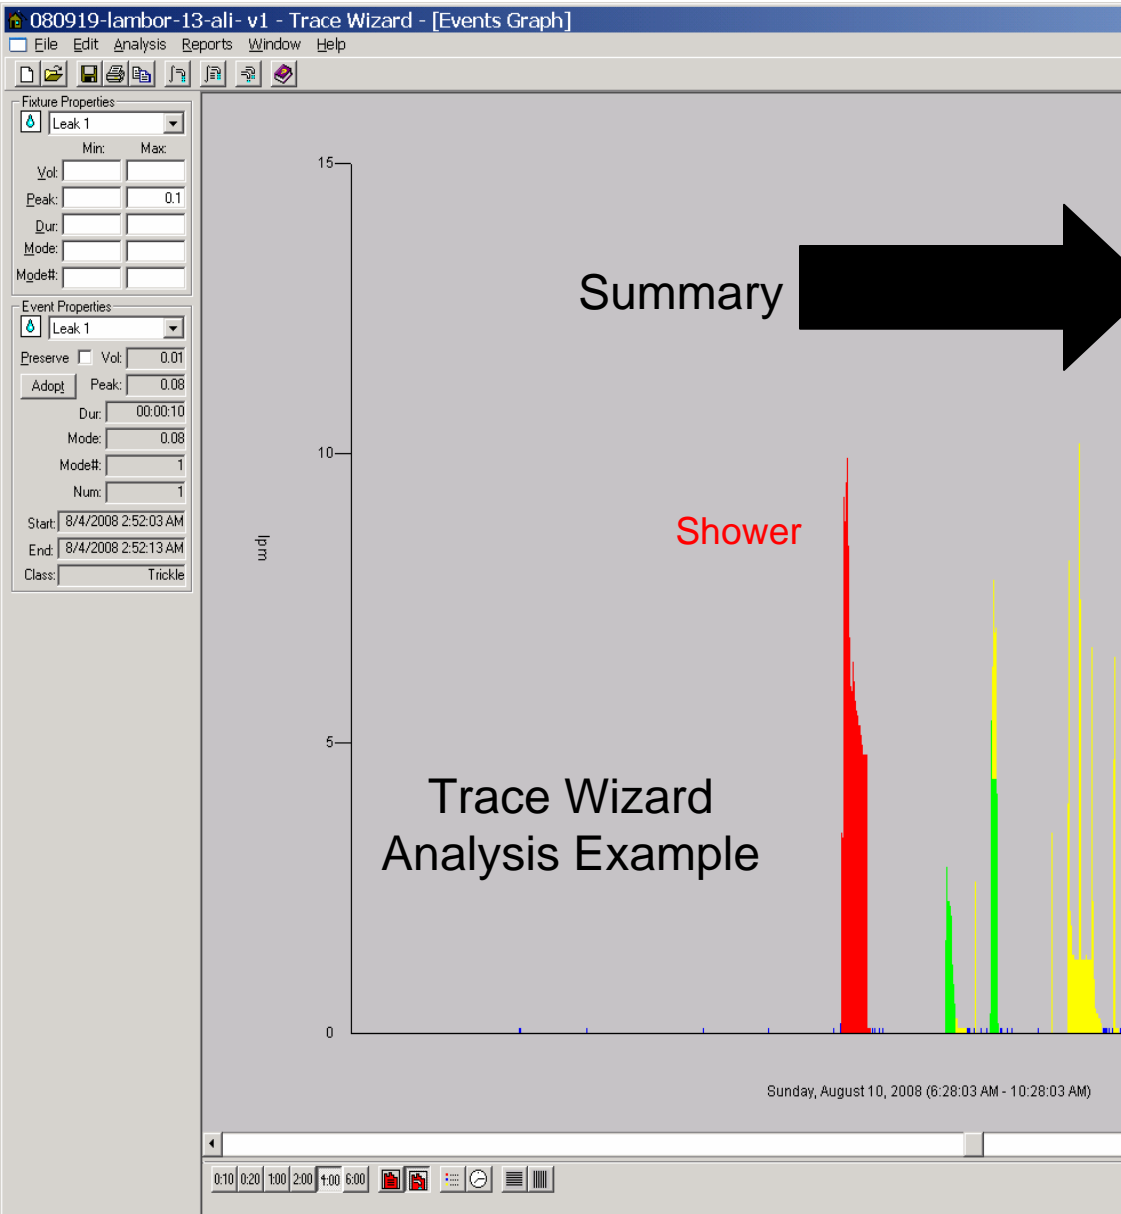 080919-lambor-13-ali- v1 - Trace Wizard - [Events Graph]
File Edit Analysis Reports Window Help
Fixture Properties
Leak 1
Min: Max:
Vol:
Peak: 0.1
Dur:
Mode:
Mode#:
Event Properties
Leak 1
Preserve Vol: 0.01
Adopt Peak: 0.08
Dur: 00:00:10
Mode: 0.08
Mode#: 1
Num: 1
Start: 8/4/2008 2:52:03 AM
End: 8/4/2008 2:52:13 AM
Class: Trickle
15
Summary
10
Shower
lpm
5
Trace Wizard
Analysis Example
0
Sunday, August 10, 2008 (6:28:03 AM - 10:28:03 AM)
0:10 0:20 1:00 2:00 4:00 6:00